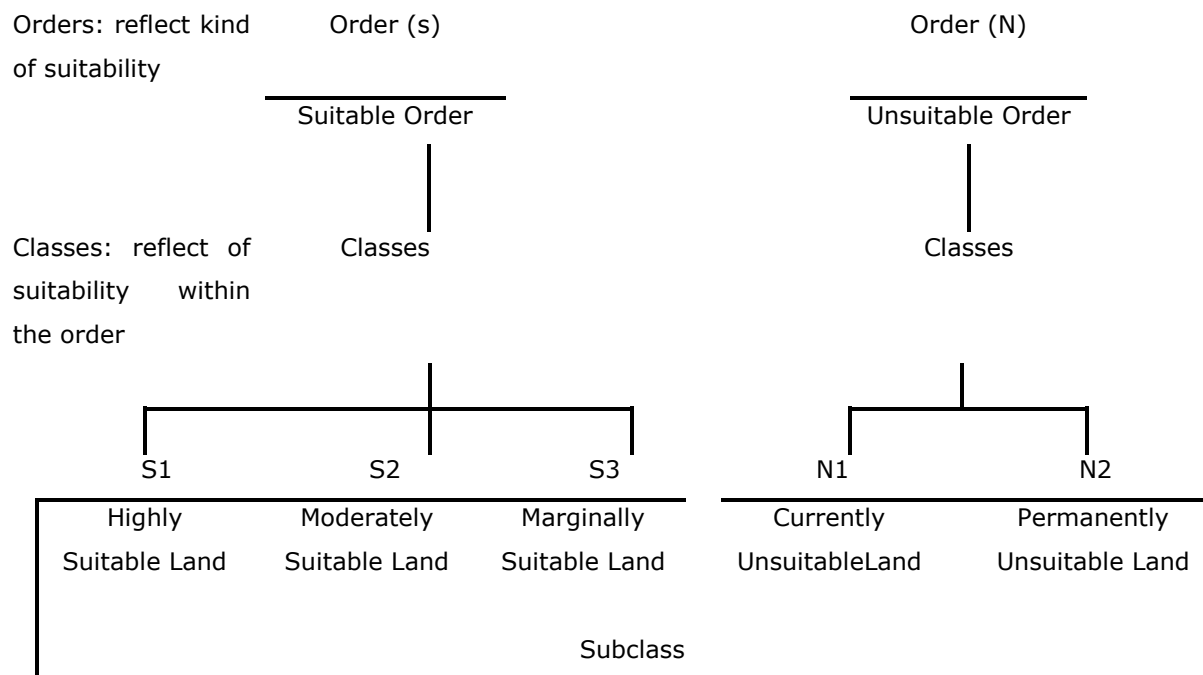 Orders: reflect kind of suitability
Order (s)
Order (N)
Suitable Order
Unsuitable Order
Classes: reflect of suitability within the order
Classes
Classes
S1
S2
S3
N1
N2
Highly
Suitable Land
Moderately
Suitable Land
Marginally
Suitable Land
Currently
UnsuitableLand
Permanently
Unsuitable Land
Subclass